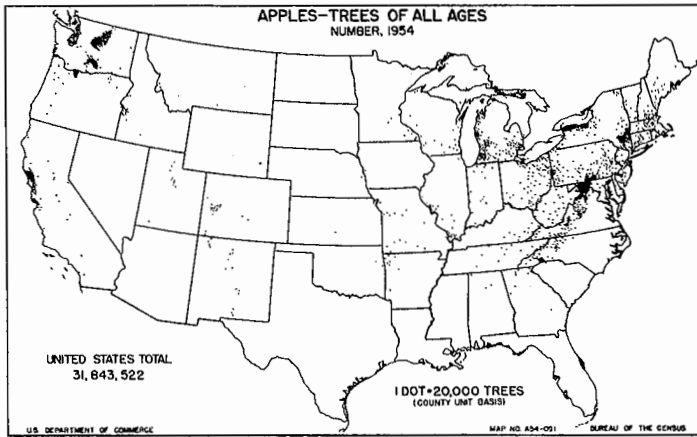 APPLES-TREES OF ALL AGES
NUMBER, 1954
UNITED STATES TOTAL
31,843,522
1 DOT=20,000 TREES
(COUNTY UNIT BASIS)
U.S. DEPARTMENT OF COMMERCE
MAP NO. A54-091
BUREAU OF THE CENSUS